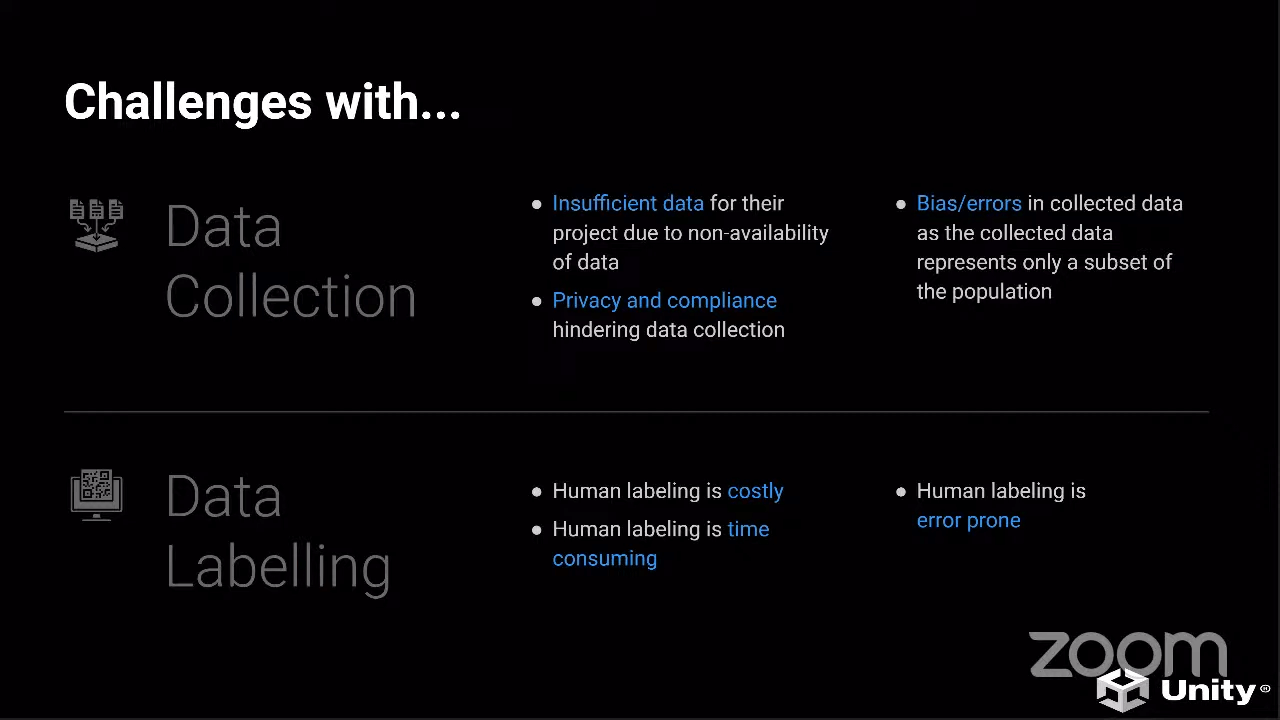 Challenges with...
Data
Collection
● Insufficient data for their
project due to non-availability
of data
● Privacy and compliance
hindering data collection
● Bias/errors in collected data
as the collected data
represents only a subset of
the population
Data
Labelling
● Human labeling is costly
● Human labeling is time
consuming
● Human labeling is
error prone
zoom
Unity®